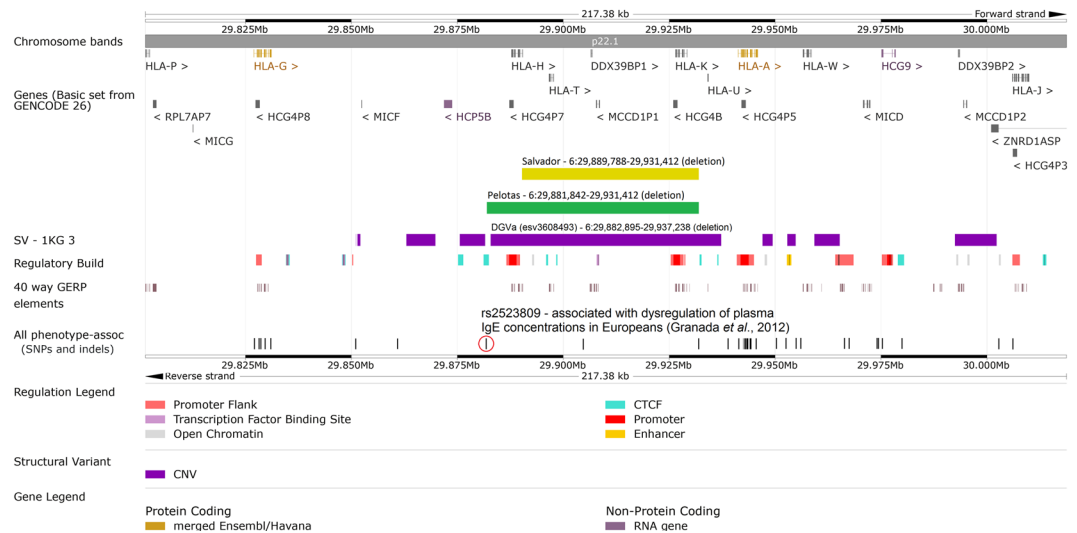 217.38 kb
Forward strand
29.825Mb 29.850Mb 29.875Mb 29.900Mb 29.925Mb 29.950Mb 29.975Mb 30.000Mb
Chromosome bands
p22.1
HLA-P > HLA-G > HLA-H > DDX39BP1 > HLA-K > HLA-A > HLA-W > HCG9 > DDX39BP2 >
HLA-T > HLA-U > HLA-J >
Genes (Basic set from
GENCODE 26)
< RPL7AP7 < HCG4P8 < MICF < HCP5B < HCG4P7 < MCCD1P1 < HCG4B < HCG4P5 < MICD < MCCD1P2
< MICG < ZNRD1ASP
< HCG4P3
Salvador - 6:29,889,788-29,931,412 (deletion)
Pelotas - 6:29,881,842-29,931,412 (deletion)
DGVa (esv3608493) - 6:29,882,895-29,937,238 (deletion)
SV - 1KG 3
Regulatory Build
40 way GERP
elements
rs2523809 - associated with dysregulation of plasma
IgE concentrations in Europeans (Granada et al., 2012)
All phenotype-assoc
(SNPs and indels)
29.825Mb 29.850Mb 29.875Mb 29.900Mb 29.925Mb 29.950Mb 29.975Mb 30.000Mb
Reverse strand
217.38 kb
Regulation Legend
Promoter Flank
CTCF
Transcription Factor Binding Site
Promoter
Open Chromatin
Enhancer
Structural Variant
CNV
Gene Legend
Protein Coding
Non-Protein Coding
merged Ensembl/Havana
RNA gene